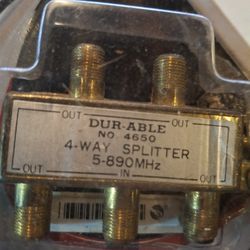 OUT OUT
DUR-ABLE
NO 4650
4-WAY SPLITTER
5-890MHz
OUT IN OUT